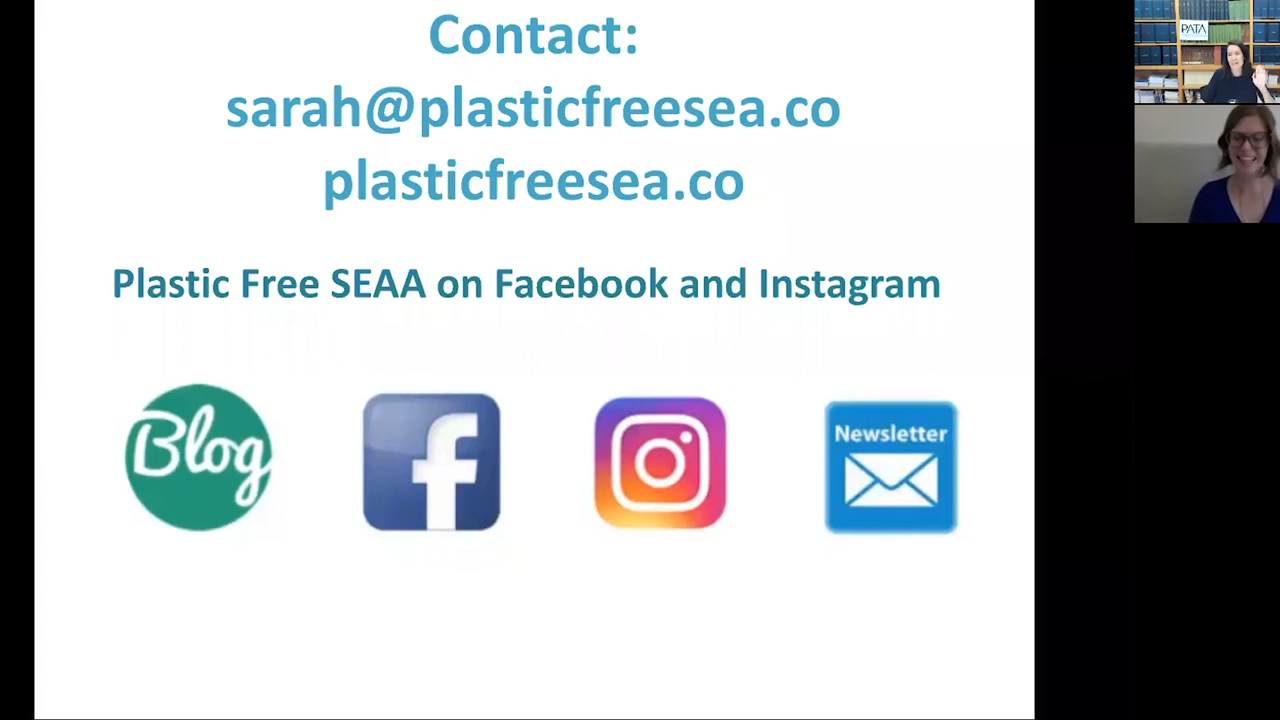 Contact:
sarah@plasticfreesea.co
plasticfreesea.co
Plastic Free SEAA on Facebook and Instagram
Blog
Newsletter
PATA